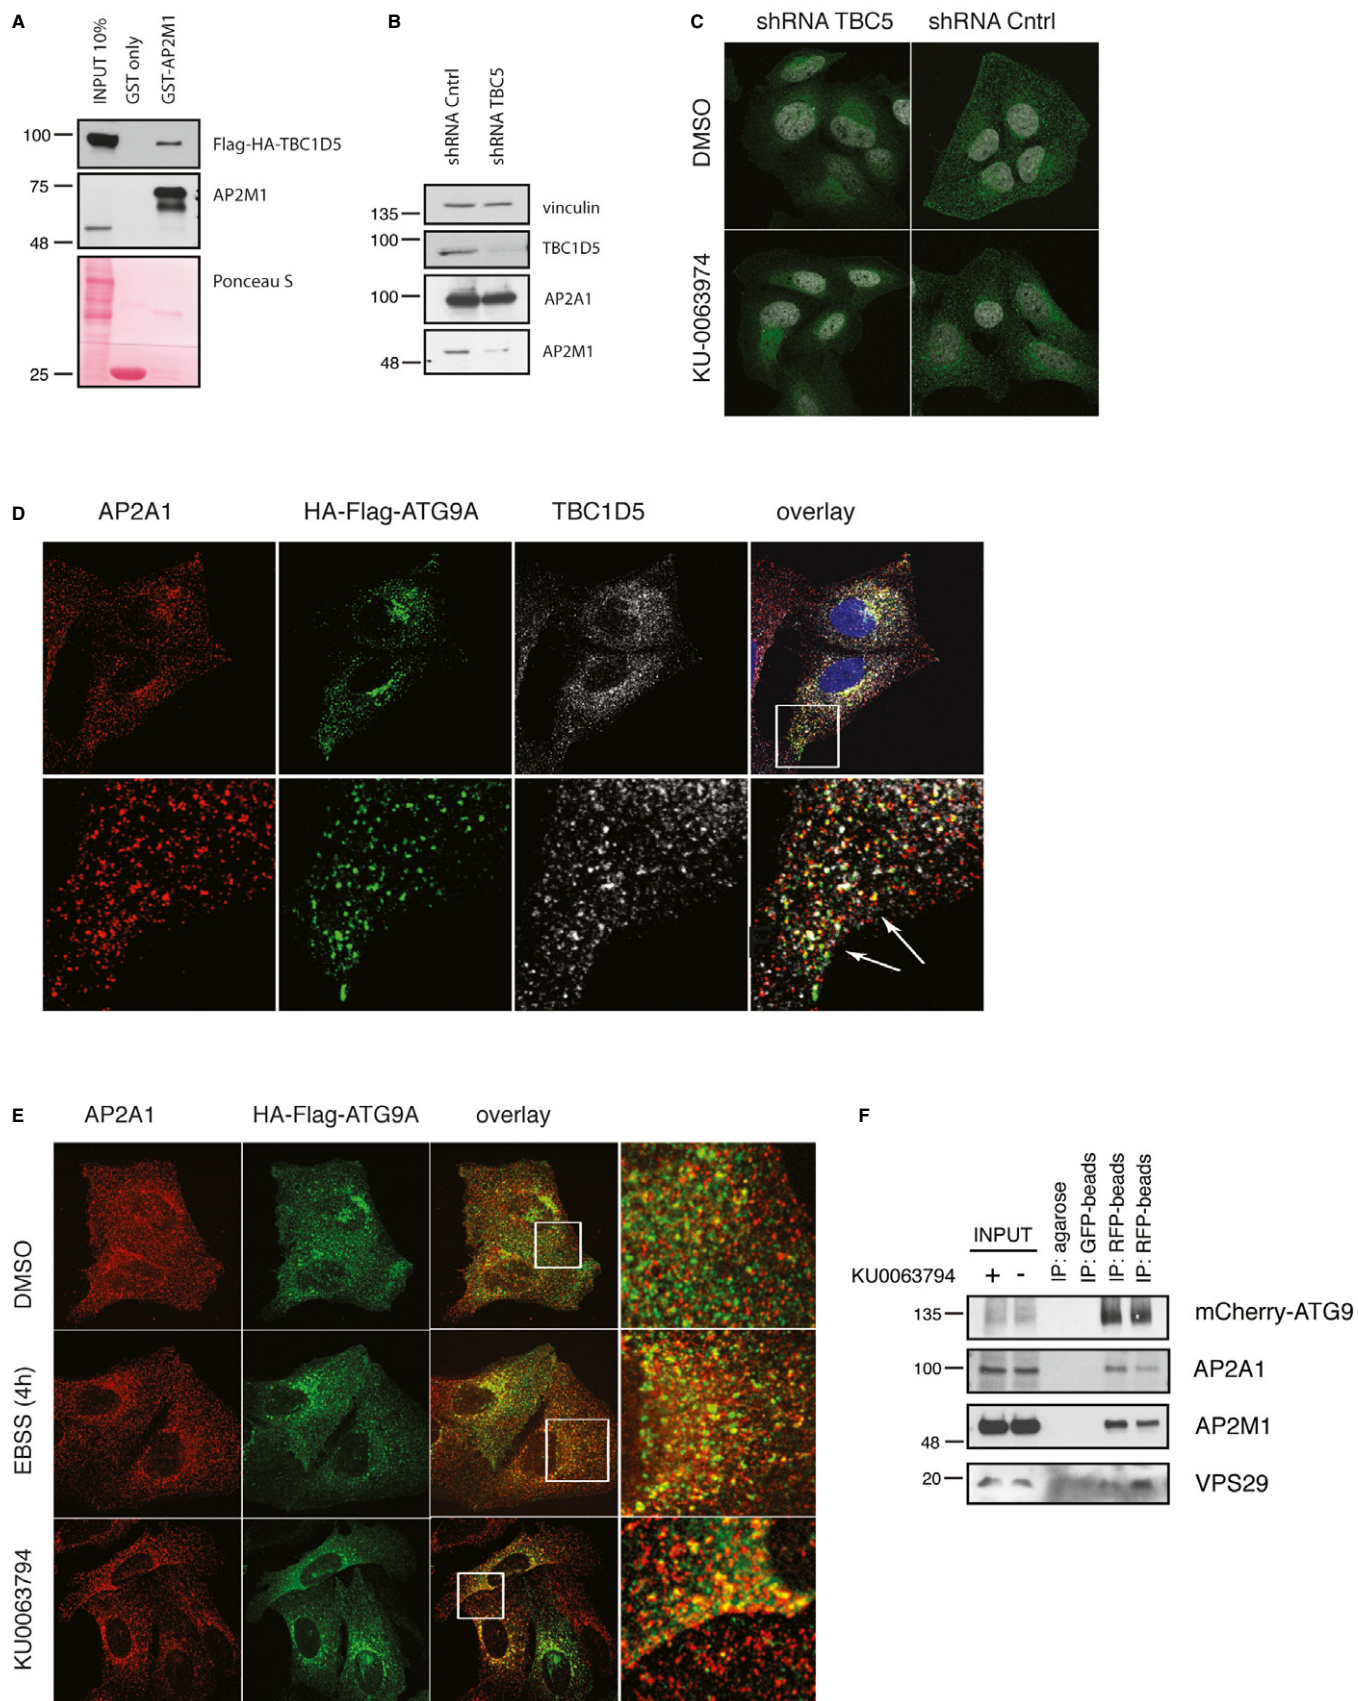 A
INPUT 10%
GST only
GST-AP2M1
100
Flag-HA-TBC1D5
75
AP2M1
48
Ponceau S
25
B
shRNA Cntrl
shRNA TBC5
vinculin
135
100
TBC1D5
100
AP2A1
AP2M1
48
C
shRNA TBC5
shRNA Cntrl
DMSO
KU-0063974
D
AP2A1
HA-Flag-ATG9A
TBC1D5
overlay
E
AP2A1
HA-Flag-ATG9A
overlay
DMSO
EBSS (4h)
KU0063794
F
INPUT
IP: agarose
IP: GFP-beads
IP: RFP-beads
IP: RFP-beads
KU0063794
+ -
135
mCherry-ATG9
100
AP2A1
AP2M1
48
20
VPS29